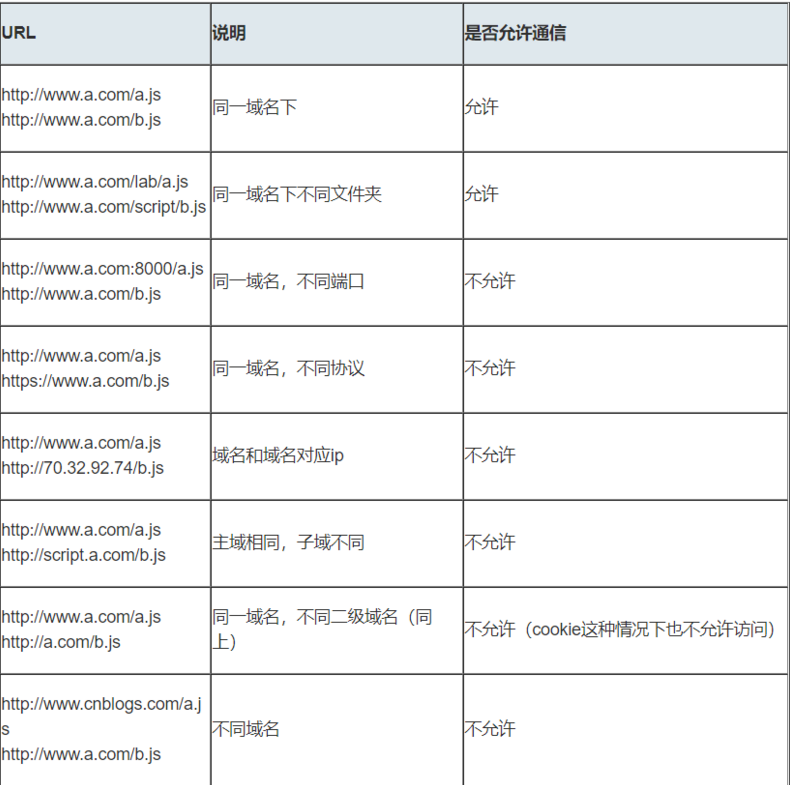 URL 说明 是否允许通信
http://www.a.com/a.js
http://www.a.com/b.js
同一域名下
允许
http://www.a.com/lab/a.js
http://www.a.com/script/b.js
同一域名下不同文件夹
允许
http://www.a.com:8000/a.js
http://www.a.com/b.js
同一域名，不同端口
不允许
http://www.a.com/a.js
https://www.a.com/b.js
同一域名，不同协议
不允许
http://www.a.com/a.js
http://70.32.92.74/b.js
域名和域名对应ip
不允许
http://www.a.com/a.js
http://script.a.com/b.js
主域相同，子域不同
不允许
http://www.a.com/a.js
http://a.com/b.js
同一域名，不同二级域名（同
上）
不允许（cookie这种情况下也不允许访问）
http://www.cnblogs.com/a.j
s
http://www.a.com/b.js
不同域名
不允许